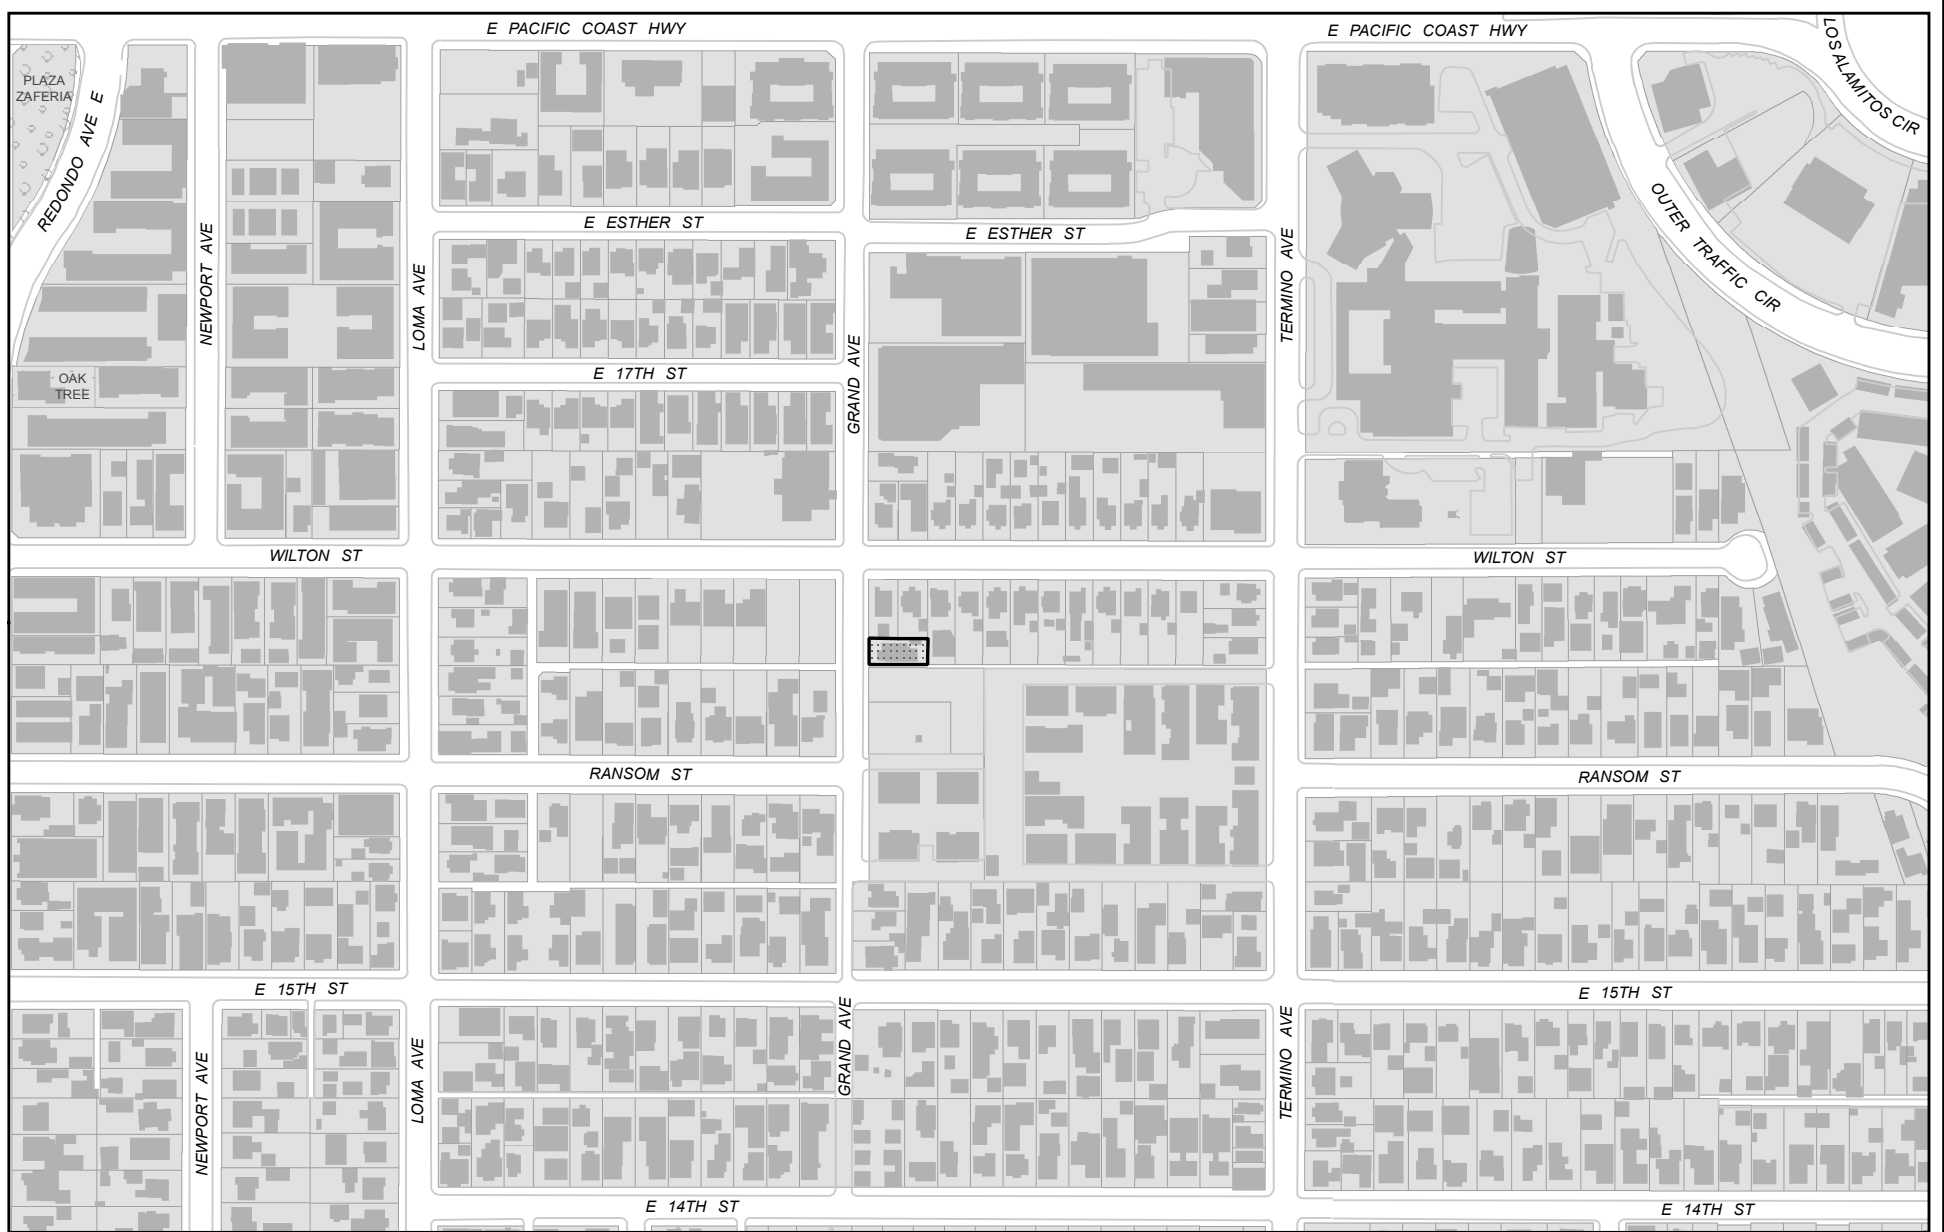 E PACIFIC COAST HWY
E PACIFIC COAST HWY
LOS ALAMITOS CIR
PLAZA
ZAFERIA
REDONDO AVE E
E ESTHER ST
E ESTHER ST
OUTER TRAFFIC CIR
NEWPORT AVE
LOMA AVE
TERMINO AVE
GRAND AVE
E 17TH ST
OAK
TREE
WILTON ST
WILTON ST
RANSOM ST
RANSOM ST
E 15TH ST
E 15TH ST
NEWPORT AVE
LOMA AVE
GRAND AVE
TERMINO AVE
E 14TH ST
E 14TH ST